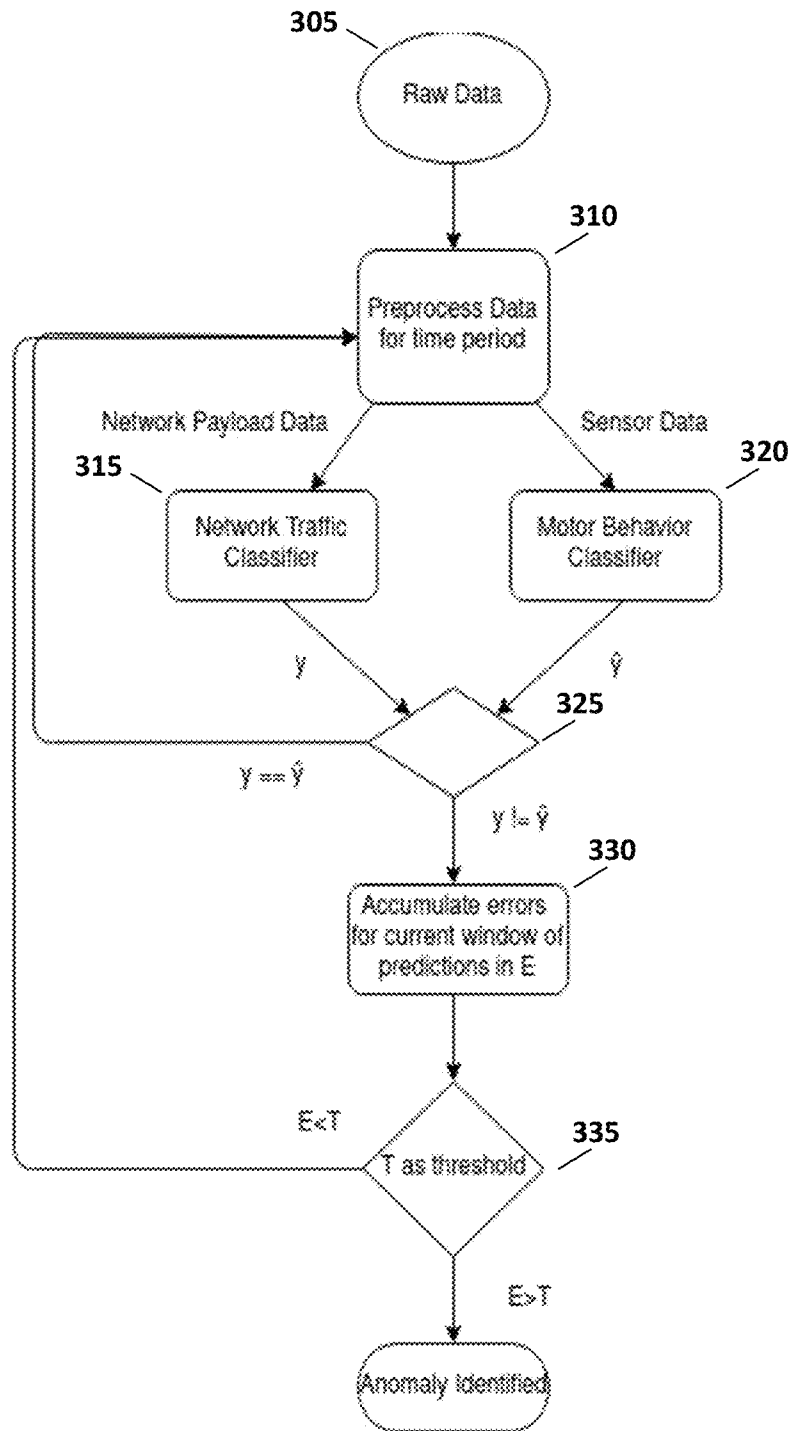 305
Raw Data
310
Preprocess Data
for time period
Network Payload Data
Sensor Data
315
320
Network Traffic
Classifier
Motor Behavior
Classifier
y
ŷ
325
y == ŷ
y != ŷ
330
Accumulate errors
for current window of
predictions in E
E<T
335
T as threshold
E>T
Anomaly Identified